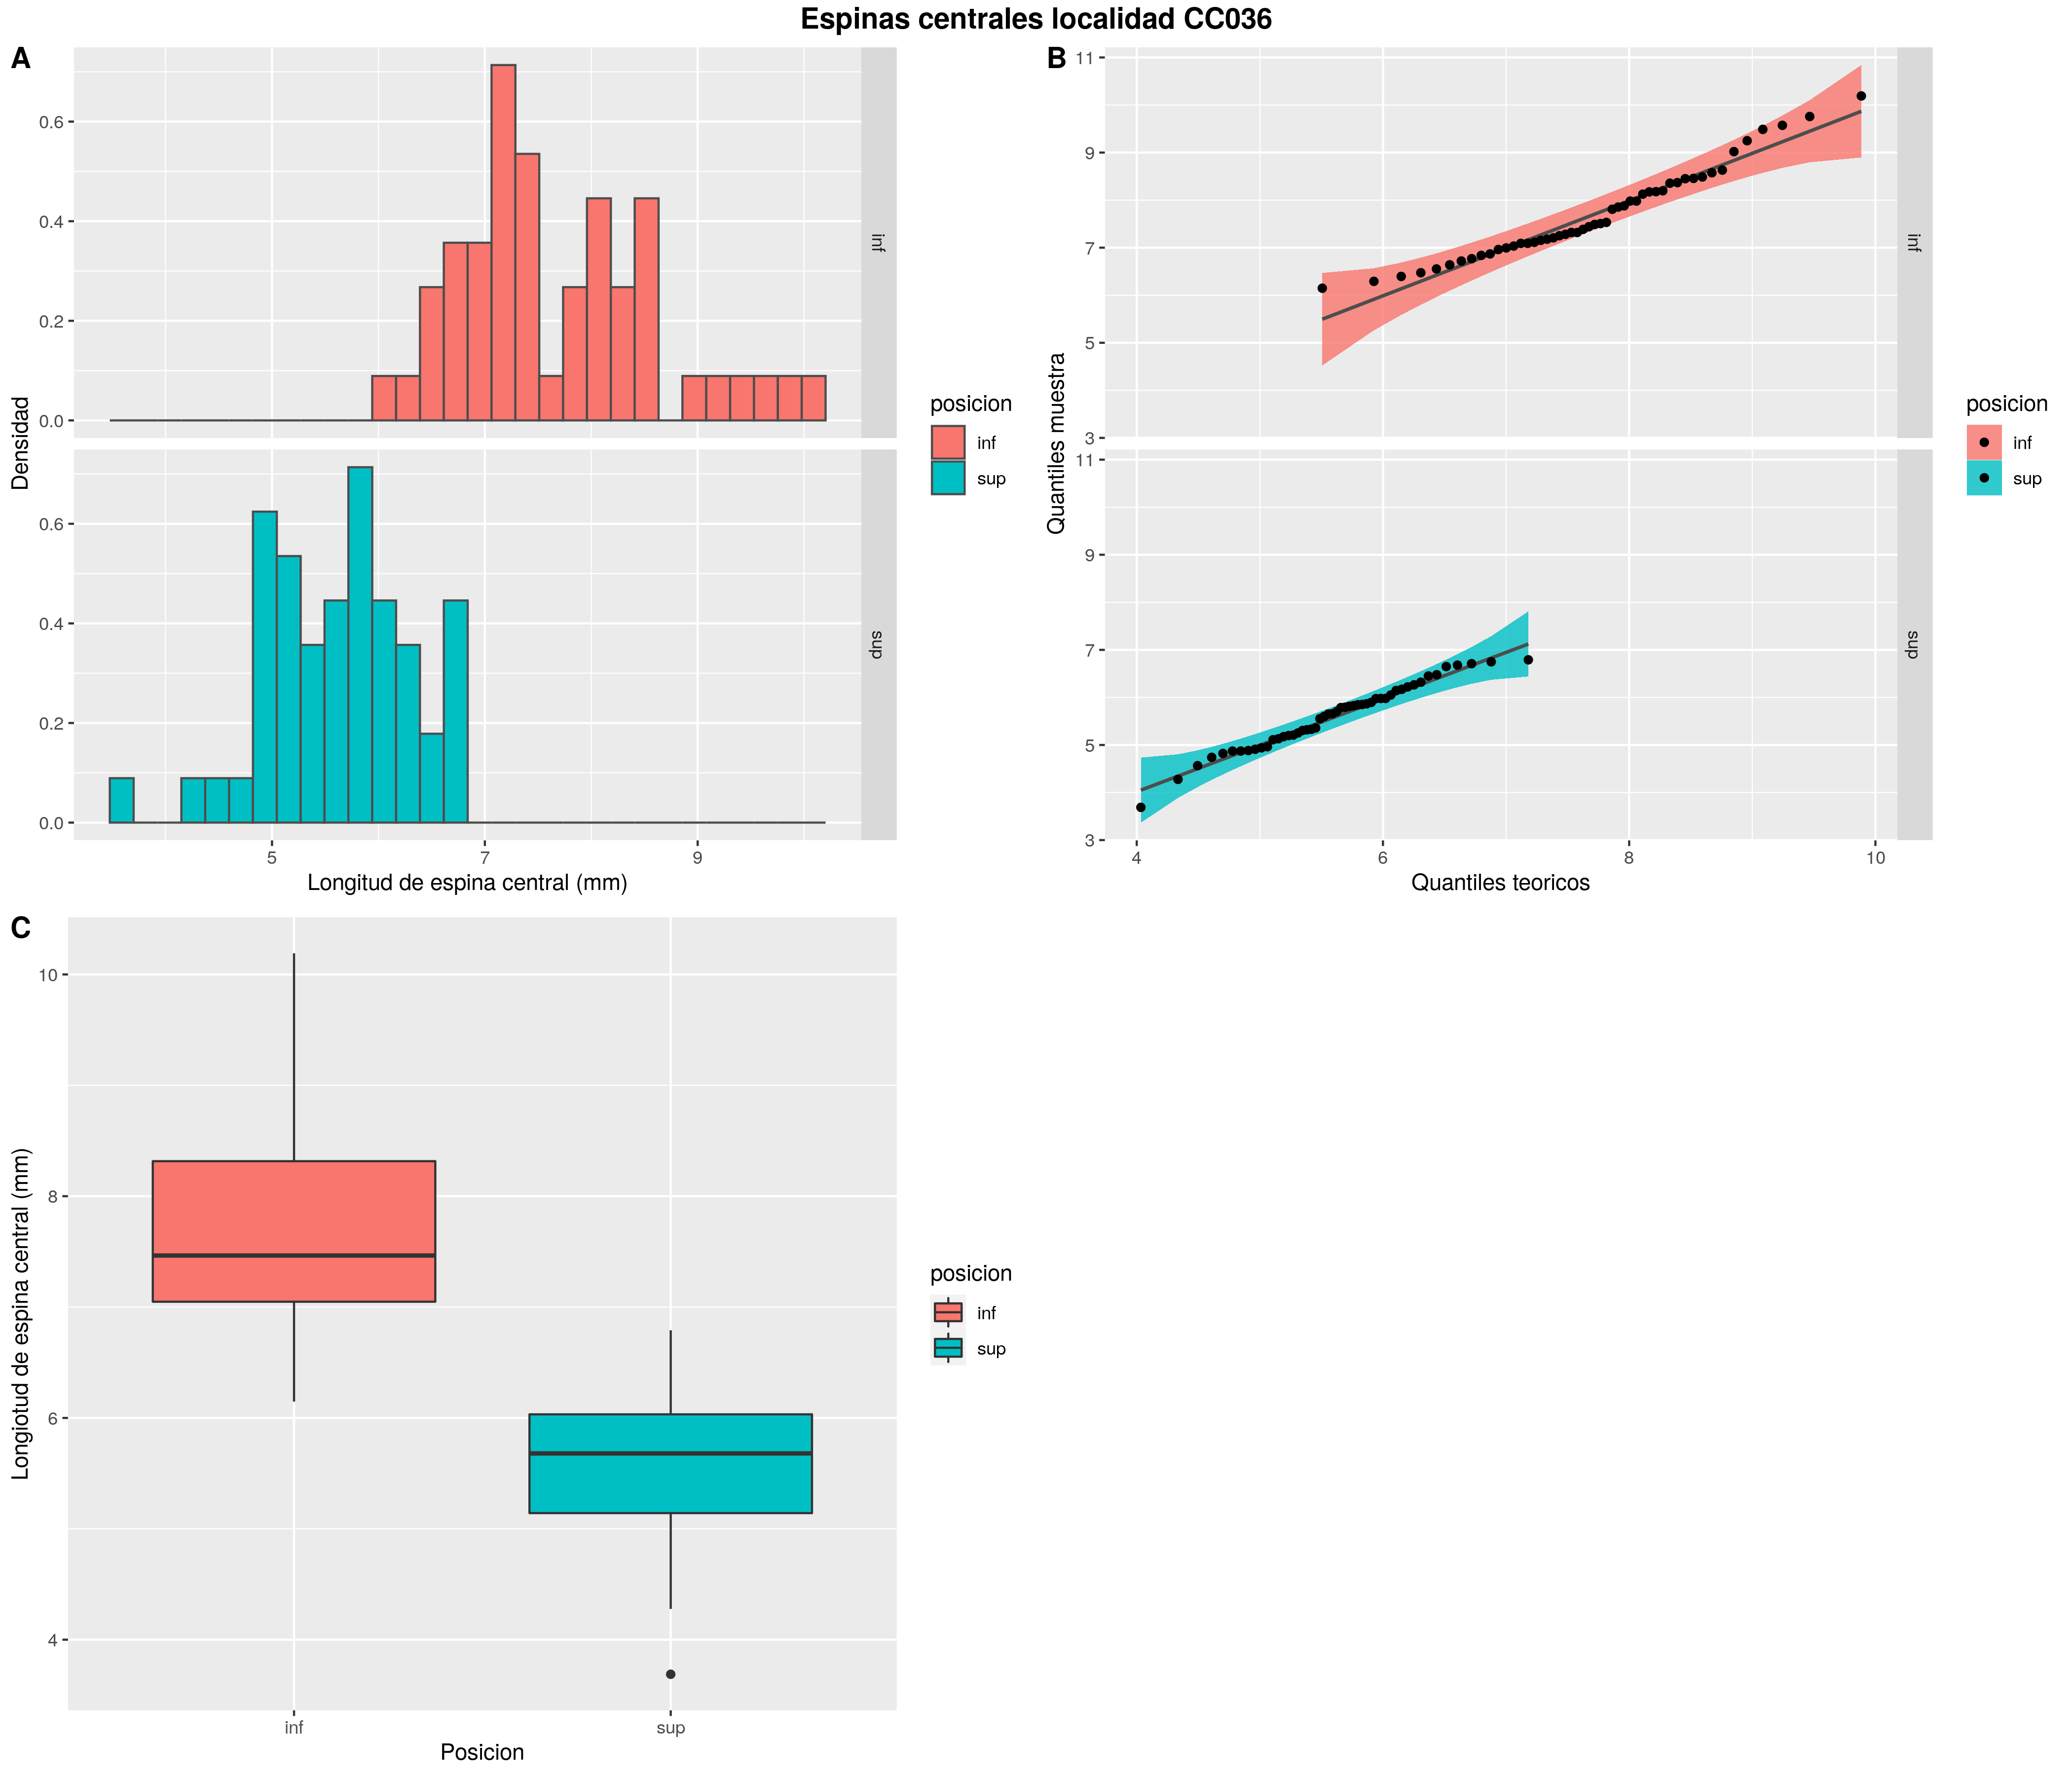 Espinas centrales localidad CC036
A
Densidad
0.6
0.4
0.2
0.0
inf
0.6
0.4
0.2
0.0
sup
5 7 9
Longitud de espina central (mm)
posicion
inf
sup
B
Quantiles muestra
11
9
7
5
3
inf
11
9
7
5
3
sup
4 6 8 10
Quantiles teoricos
posicion
inf
sup
C
Longiotud de espina central (mm)
10
8
6
4
inf sup
Posicion
posicion
inf
sup